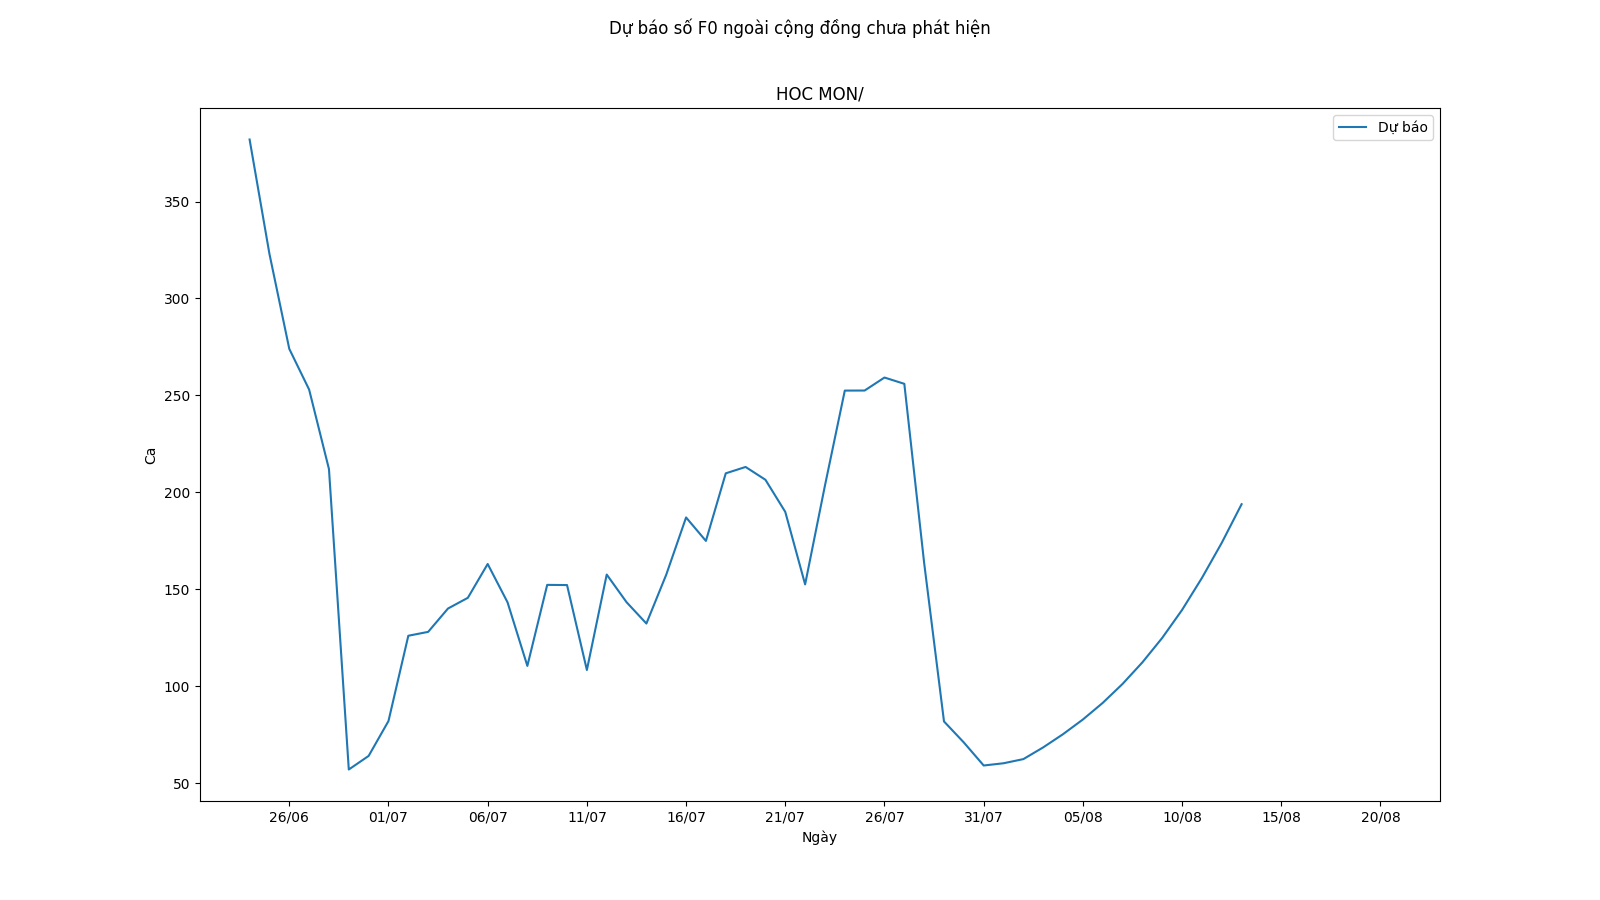 Dự báo số F0 ngoài cộng đồng chưa phát hiện
HOC MON/
Dự báo
350
300
250
200
150
100
50
Ca
26/06 01/07 06/07 11/07 16/07 21/07 26/07 31/07 05/08 10/08 15/08 20/08
Ngày